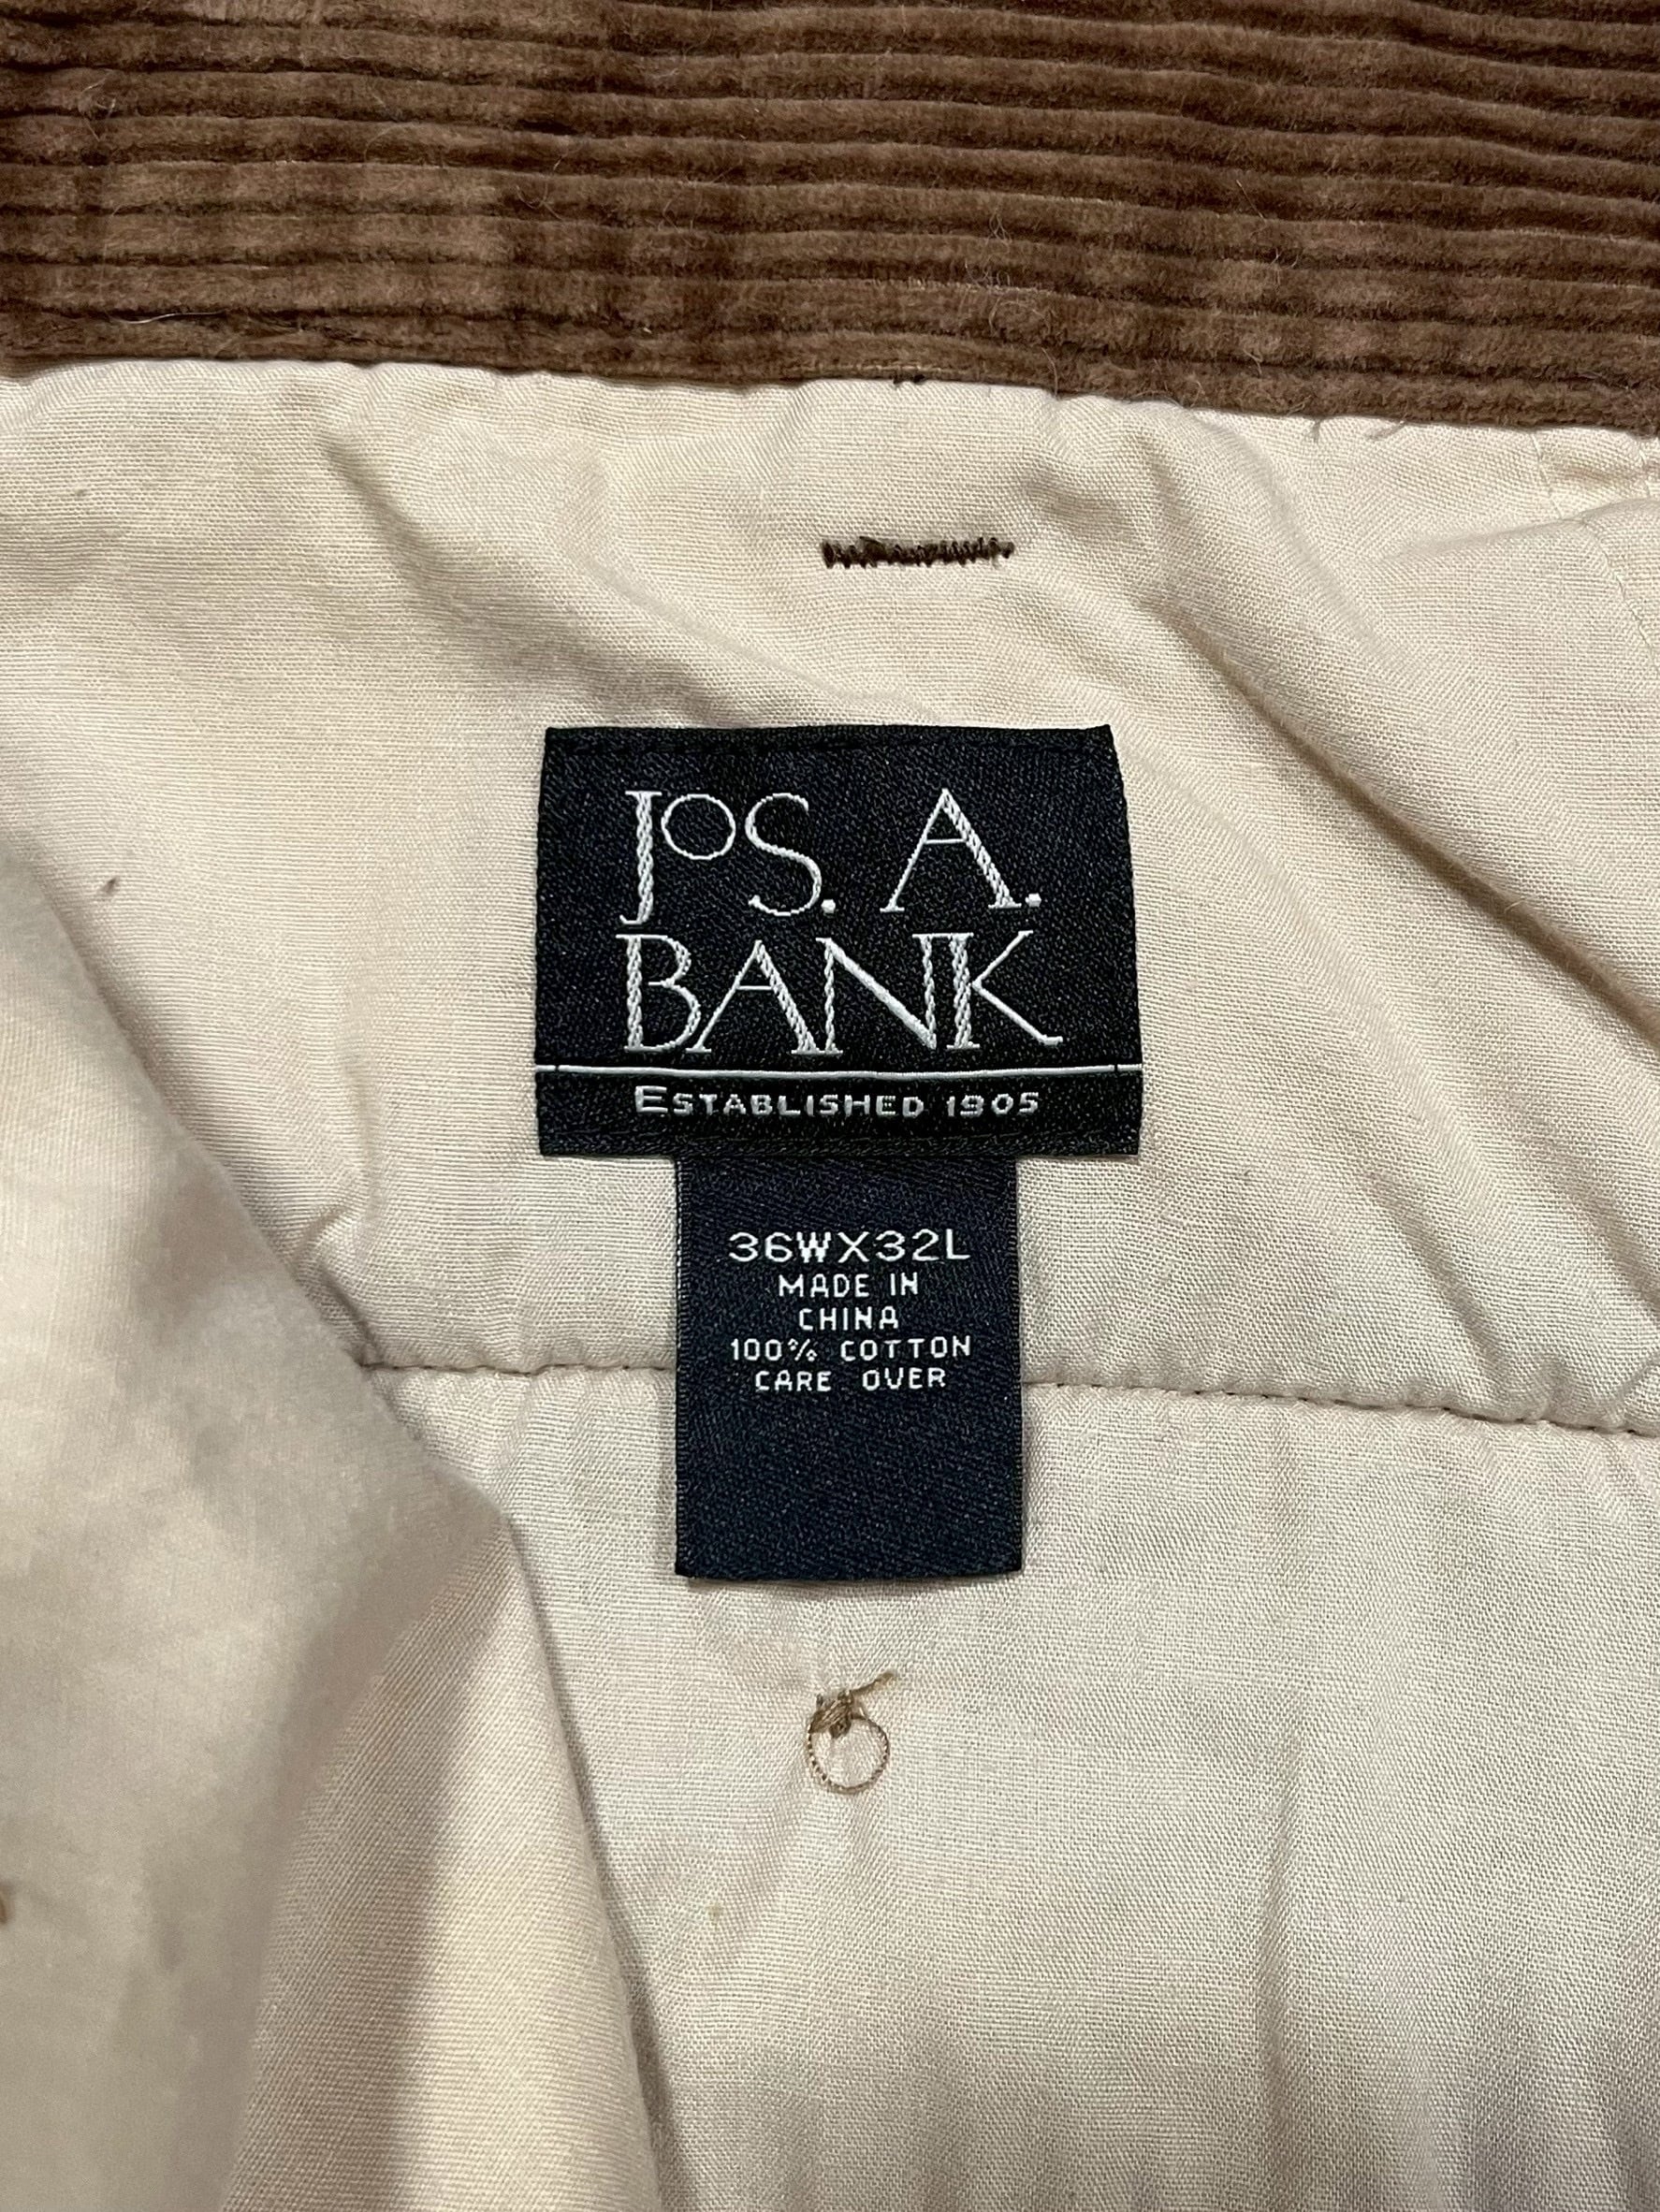 JOS. A.
BANK
ESTABLISHED 1905
36WX32L
MADE IN
CHINA
100% COTTON
CARE OVER